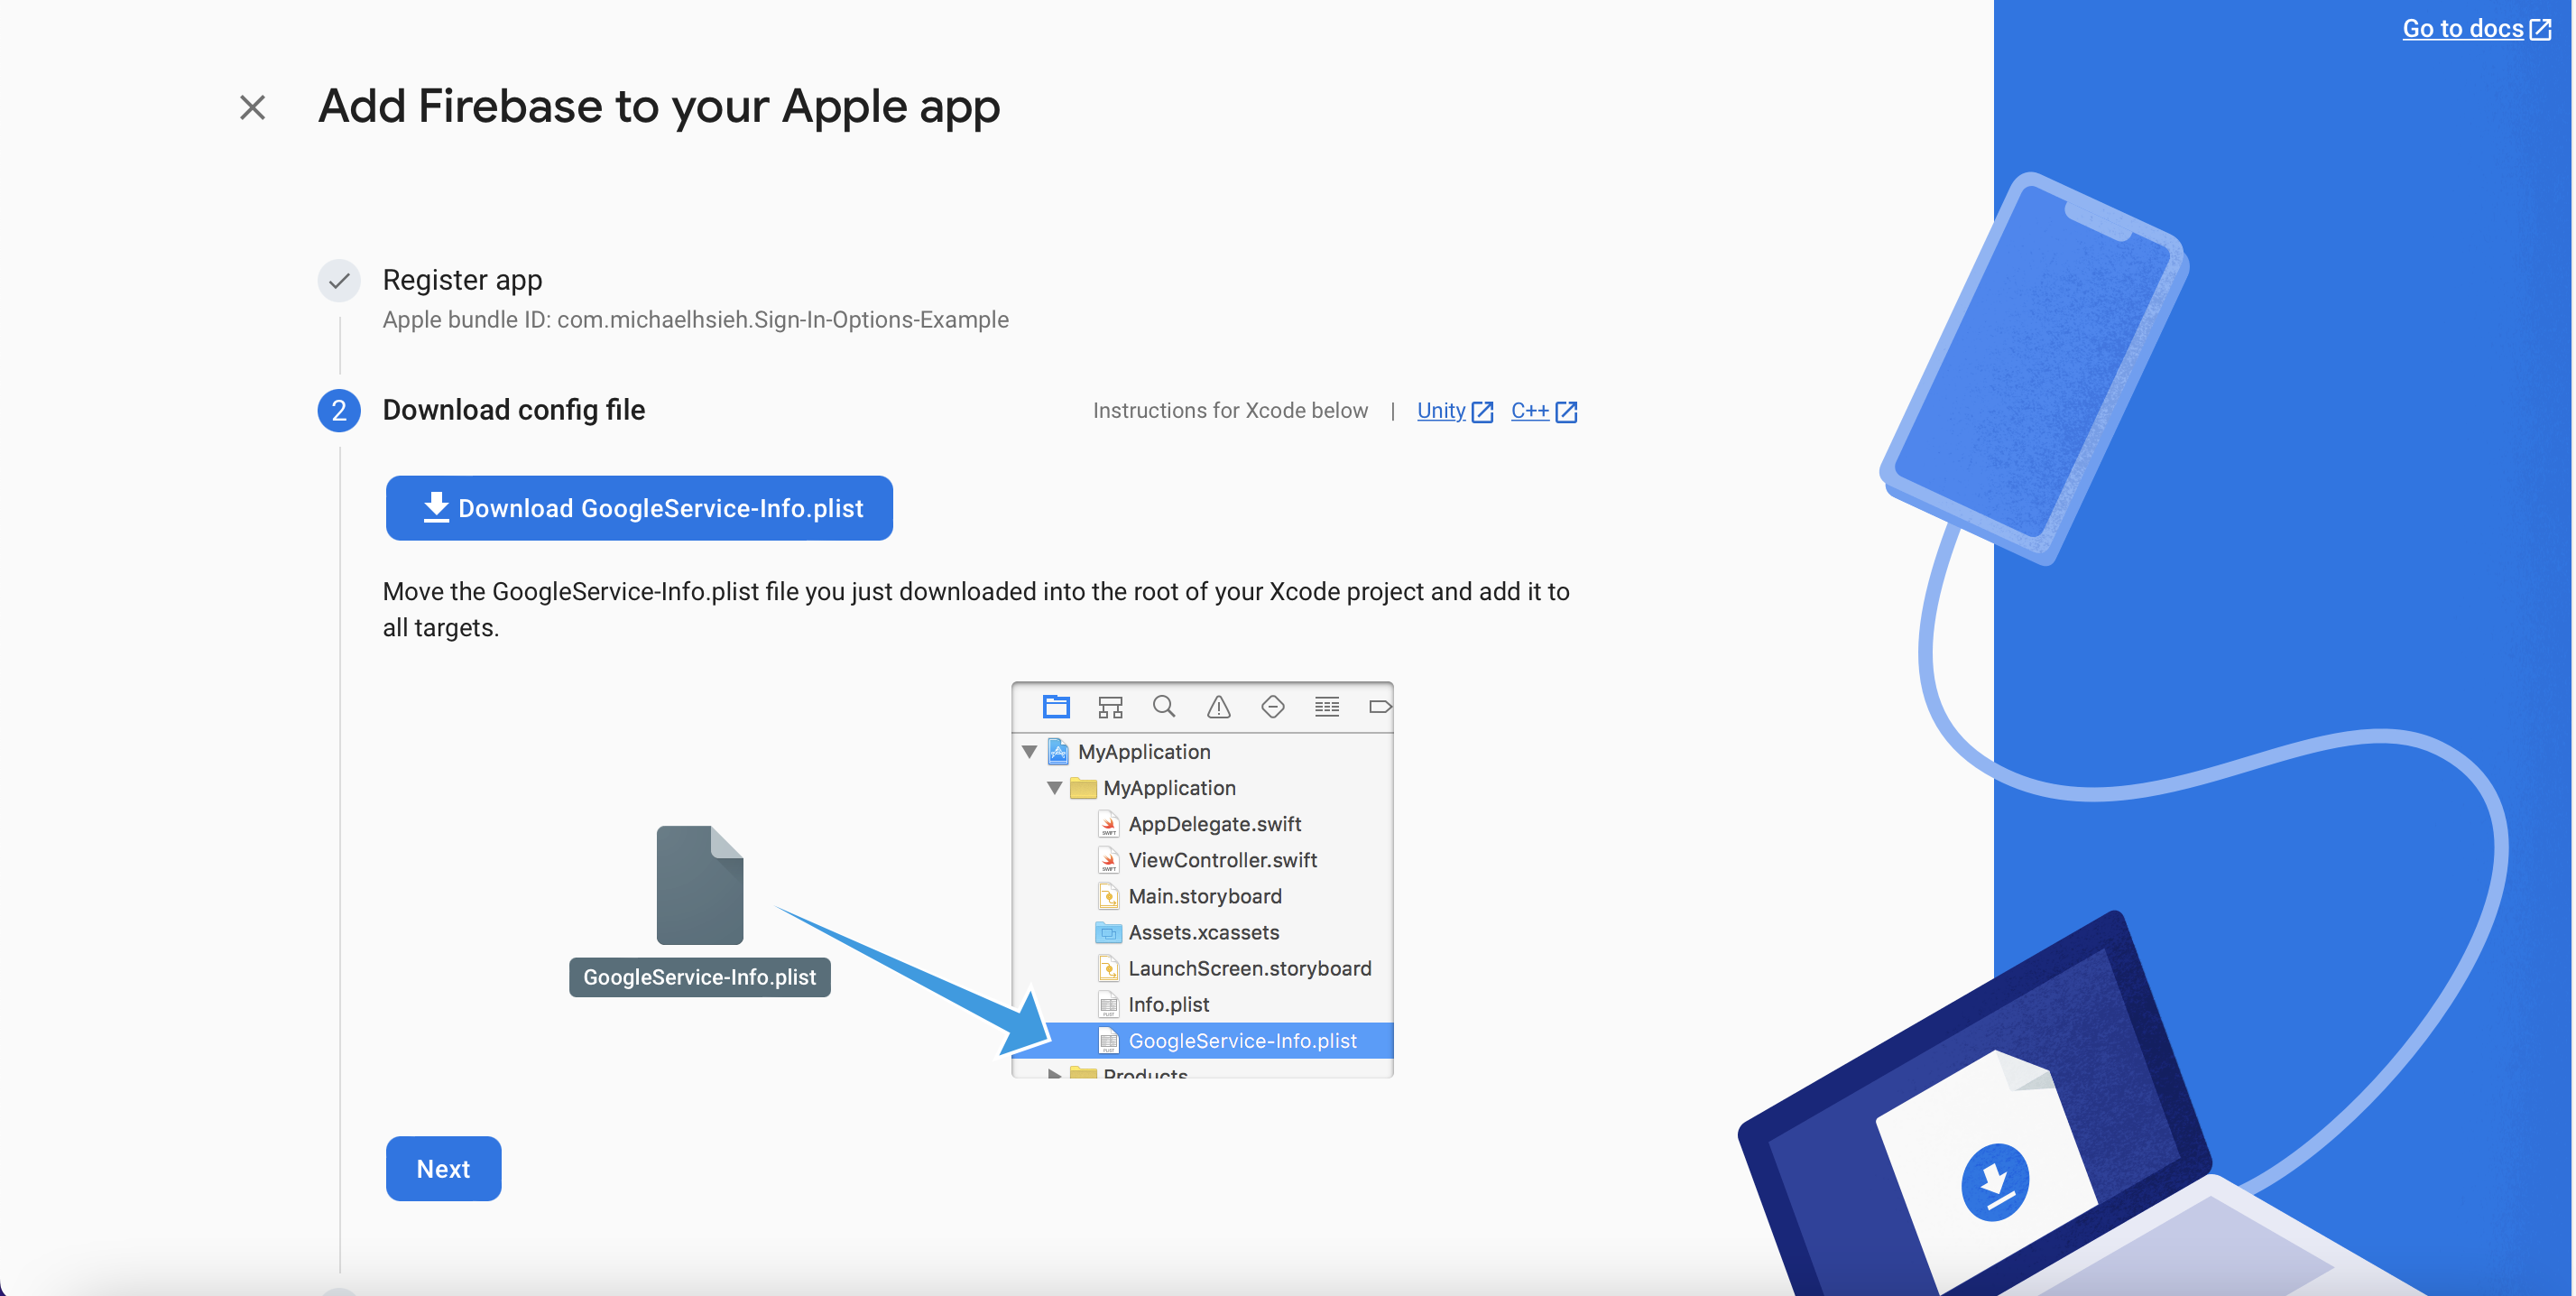 Go to docs
Add Firebase to your Apple app
Register app
Apple bundle ID: com.michaelhsieh.Sign-In-Options-Example
2
Download config file
Instructions for Xcode below | Unity C++
Download GoogleService-Info.plist
Move the GoogleService-Info.plist file you just downloaded into the root of your Xcode project and add it to
all targets.
MyApplication
MyApplication
AppDelegate.swift
ViewController.swift
Main.storyboard
Assets.xcassets
LaunchScreen.storyboard
Info.plist
GoogleService-Info.plist
Products
GoogleService-Info.plist
Next